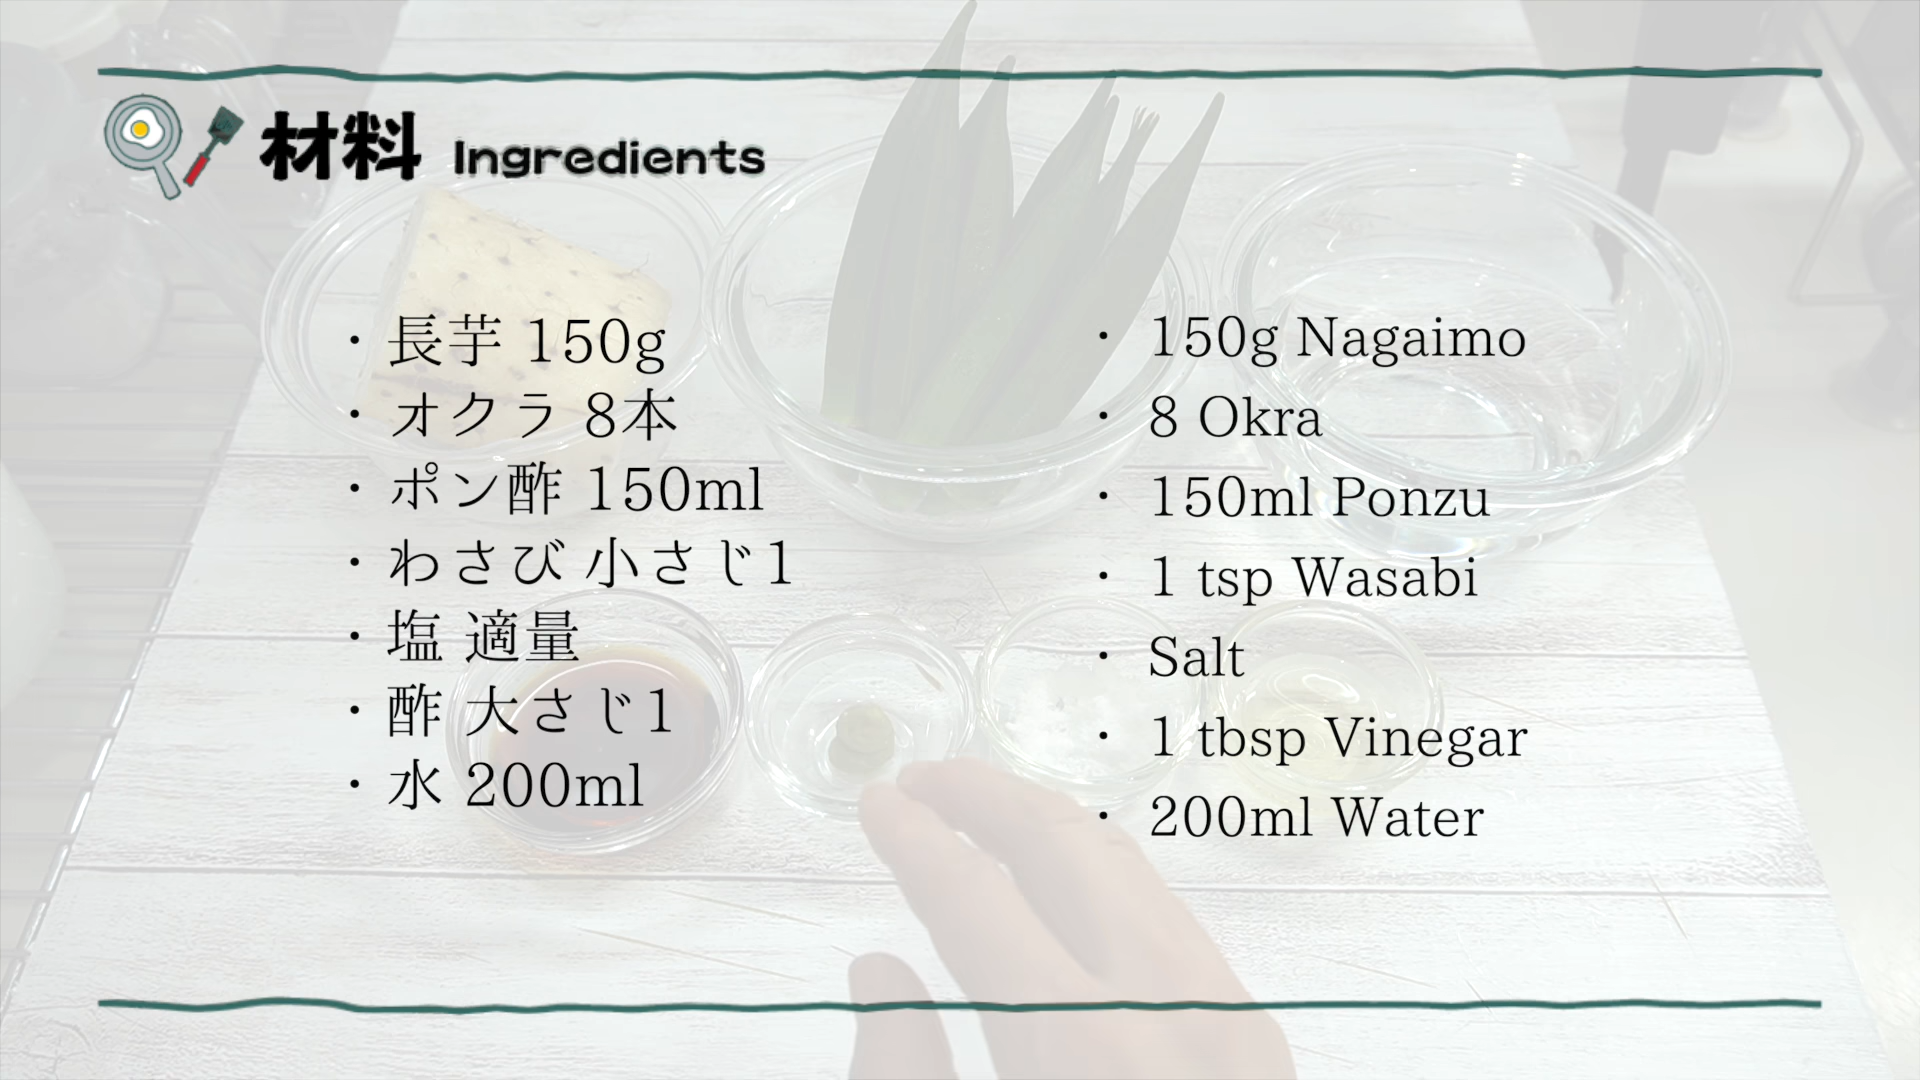 材料 Ingredients
・長芋 150g
・オクラ 8本
・ポン酢 150ml
・わさび 小さじ1
・塩 適量
・酢 大さじ1
・水 200ml
・ 150g Nagaimo
・ 8 Okra
・ 150ml Ponzu
・ 1 tsp Wasabi
・ Salt
・ 1 tbsp Vinegar
・ 200ml Water